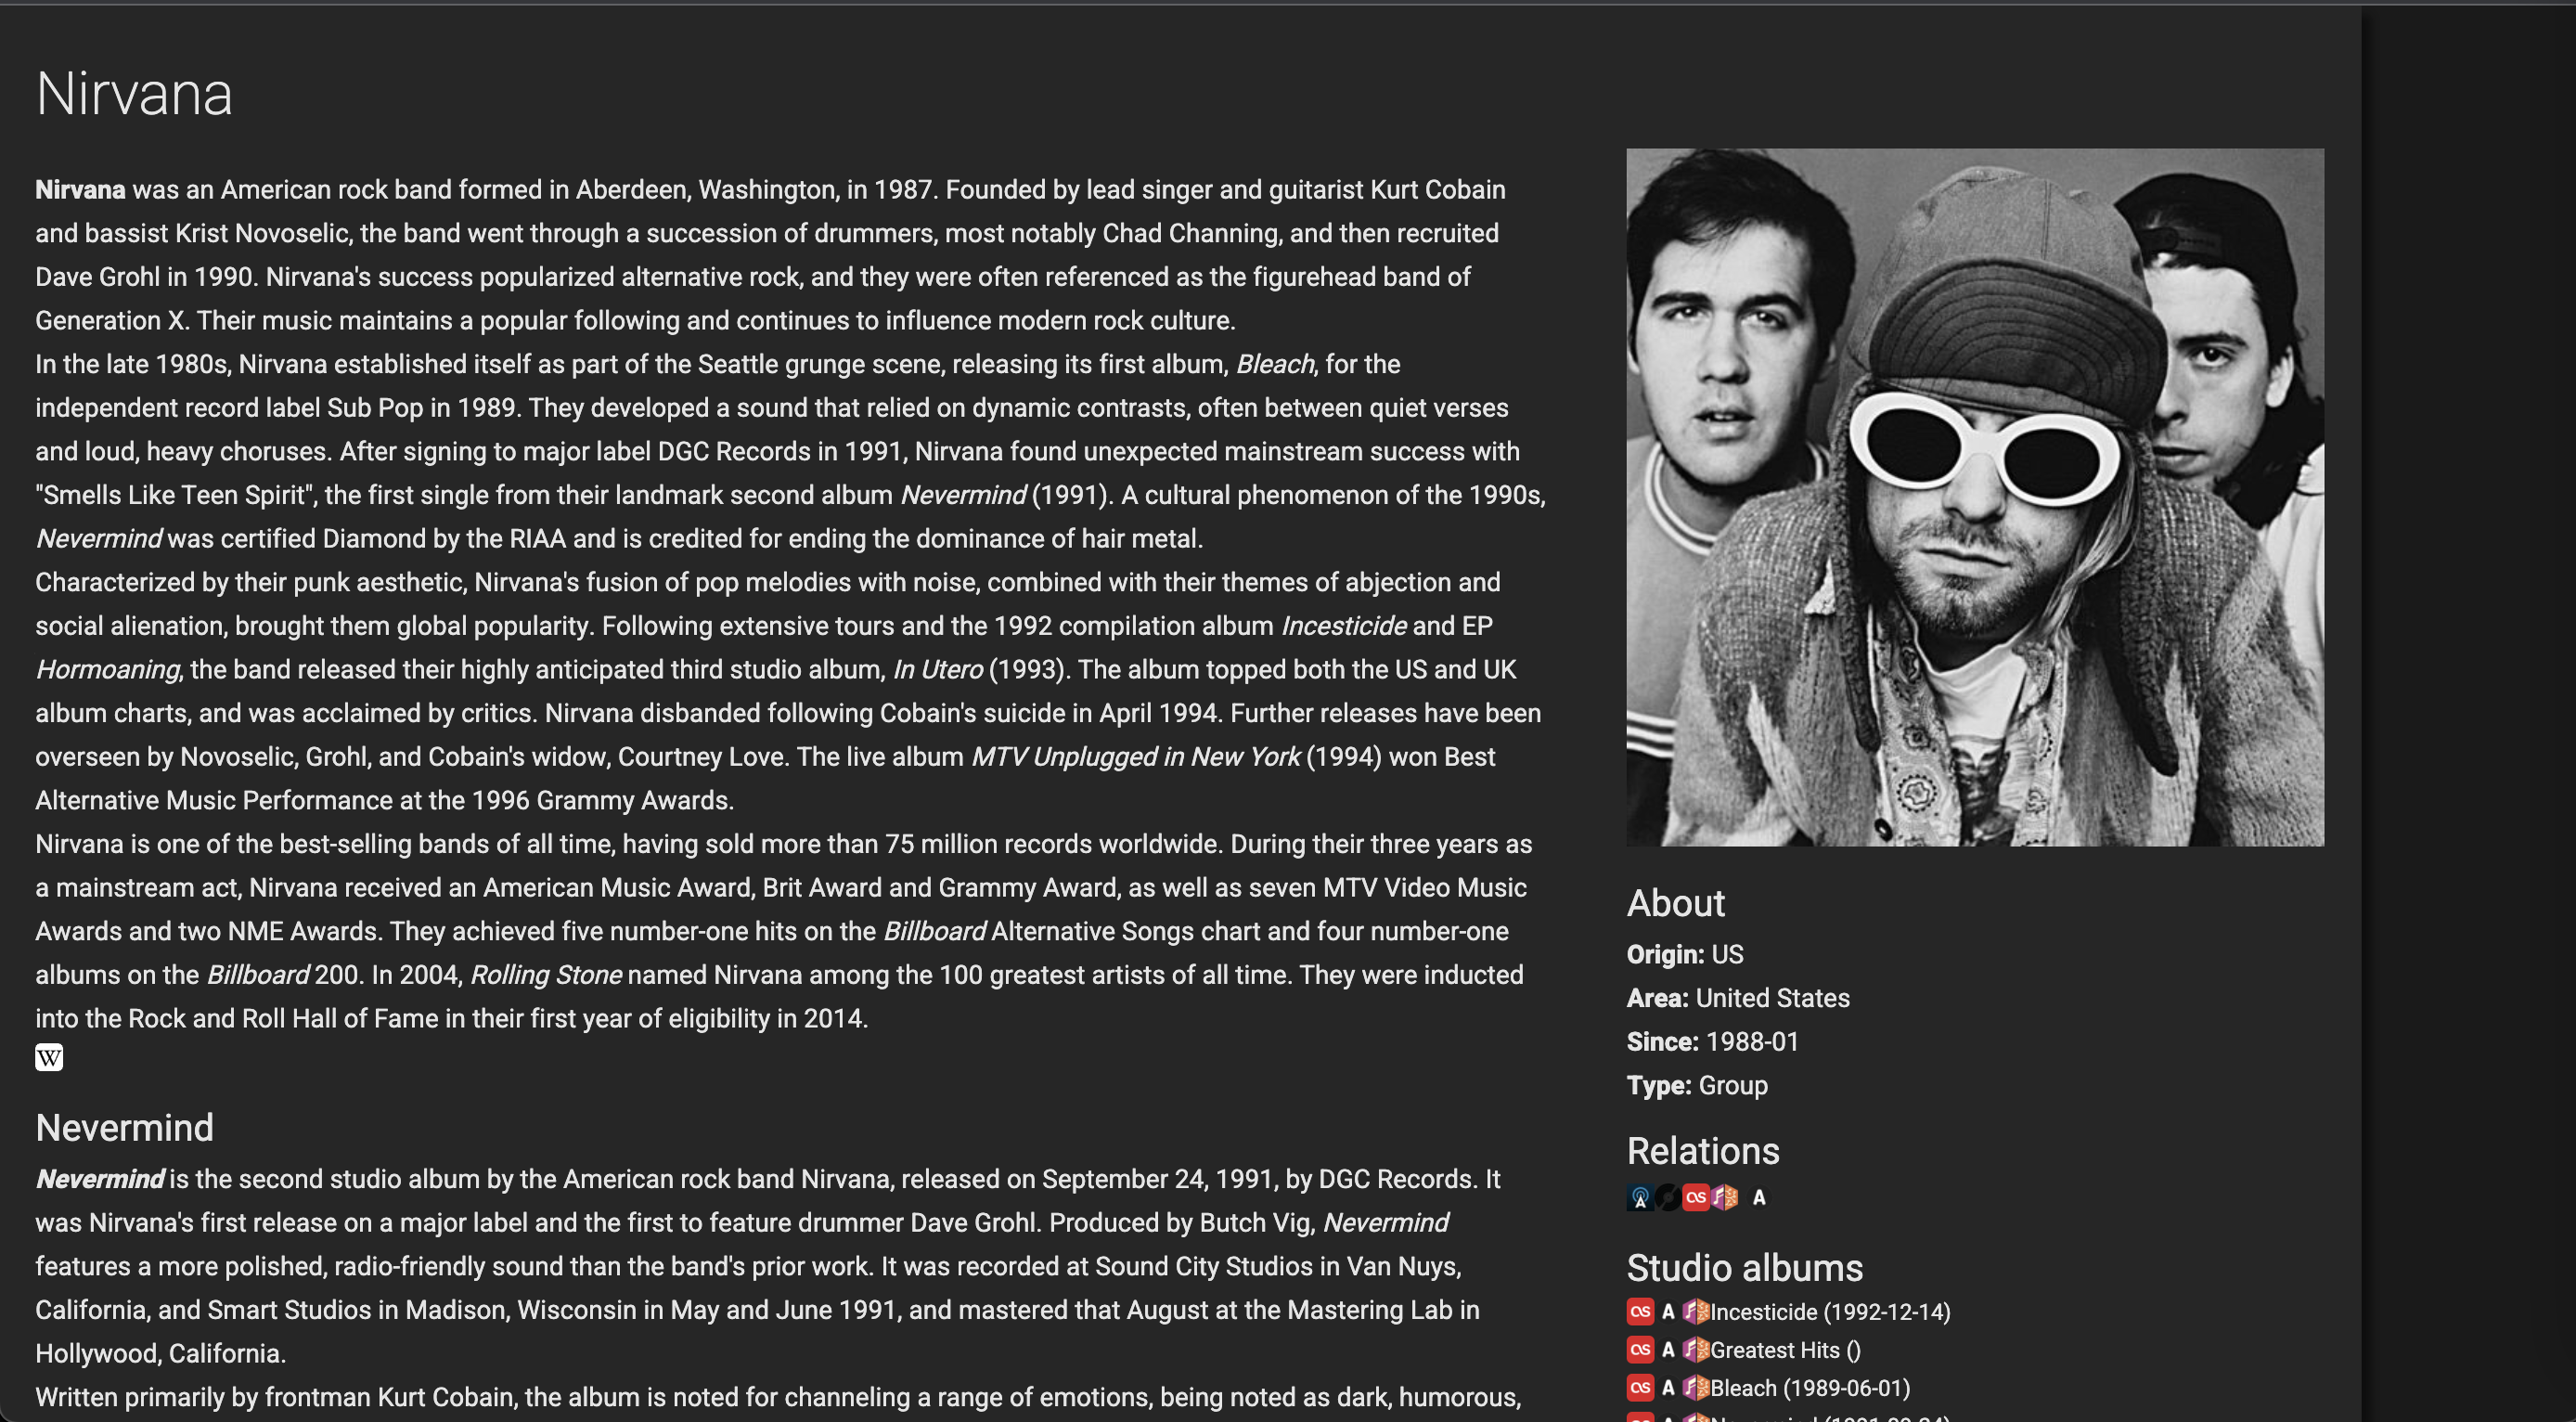 Nirvana
Nirvana was an American rock band formed in Aberdeen, Washington, in 1987. Founded by lead singer and guitarist Kurt Cobain
and bassist Krist Novoselic, the band went through a succession of drummers, most notably Chad Channing, and then recruited
Dave Grohl in 1990. Nirvana's success popularized alternative rock, and they were often referenced as the figurehead band of
Generation X. Their music maintains a popular following and continues to influence modern rock culture.
In the late 1980s, Nirvana established itself as part of the Seattle grunge scene, releasing its first album, Bleach, for the
independent record label Sub Pop in 1989. They developed a sound that relied on dynamic contrasts, often between quiet verses
and loud, heavy choruses. After signing to major label DGC Records in 1991, Nirvana found unexpected mainstream success with
"Smells Like Teen Spirit", the first single from their landmark second album Nevermind (1991). A cultural phenomenon of the 1990s,
Nevermind was certified Diamond by the RIAA and is credited for ending the dominance of hair metal.
Characterized by their punk aesthetic, Nirvana's fusion of pop melodies with noise, combined with their themes of abjection and
social alienation, brought them global popularity. Following extensive tours and the 1992 compilation album Incesticide and EP
Hormoaning, the band released their highly anticipated third studio album, In Utero (1993). The album topped both the US and UK
album charts, and was acclaimed by critics. Nirvana disbanded following Cobain's suicide in April 1994. Further releases have been
overseen by Novoselic, Grohl, and Cobain's widow, Courtney Love. The live album MTV Unplugged in New York (1994) won Best
Alternative Music Performance at the 1996 Grammy Awards.
Nirvana is one of the best-selling bands of all time, having sold more than 75 million records worldwide. During their three years as
a mainstream act, Nirvana received an American Music Award, Brit Award and Grammy Award, as well as seven MTV Video Music
Awards and two NME Awards. They achieved five number-one hits on the Billboard Alternative Songs chart and four number-one
albums on the Billboard 200. In 2004, Rolling Stone named Nirvana among the 100 greatest artists of all time. They were inducted
into the Rock and Roll Hall of Fame in their first year of eligibility in 2014.
W
Nevermind
Nevermind is the second studio album by the American rock band Nirvana, released on September 24, 1991, by DGC Records. It
was Nirvana's first release on a major label and the first to feature drummer Dave Grohl. Produced by Butch Vig, Nevermind
features a more polished, radio-friendly sound than the band's prior work. It was recorded at Sound City Studios in Van Nuys,
California, and Smart Studios in Madison, Wisconsin in May and June 1991, and mastered that August at the Mastering Lab in
Hollywood, California.
Written primarily by frontman Kurt Cobain, the album is noted for channeling a range of emotions, being noted as dark, humorous,
About
Origin: US
Area: United States
Since: 1988-01
Type: Group
Relations
A
Studio albums
A Incesticide (1992-12-14)
A Greatest Hits ()
A Bleach (1989-06-01)